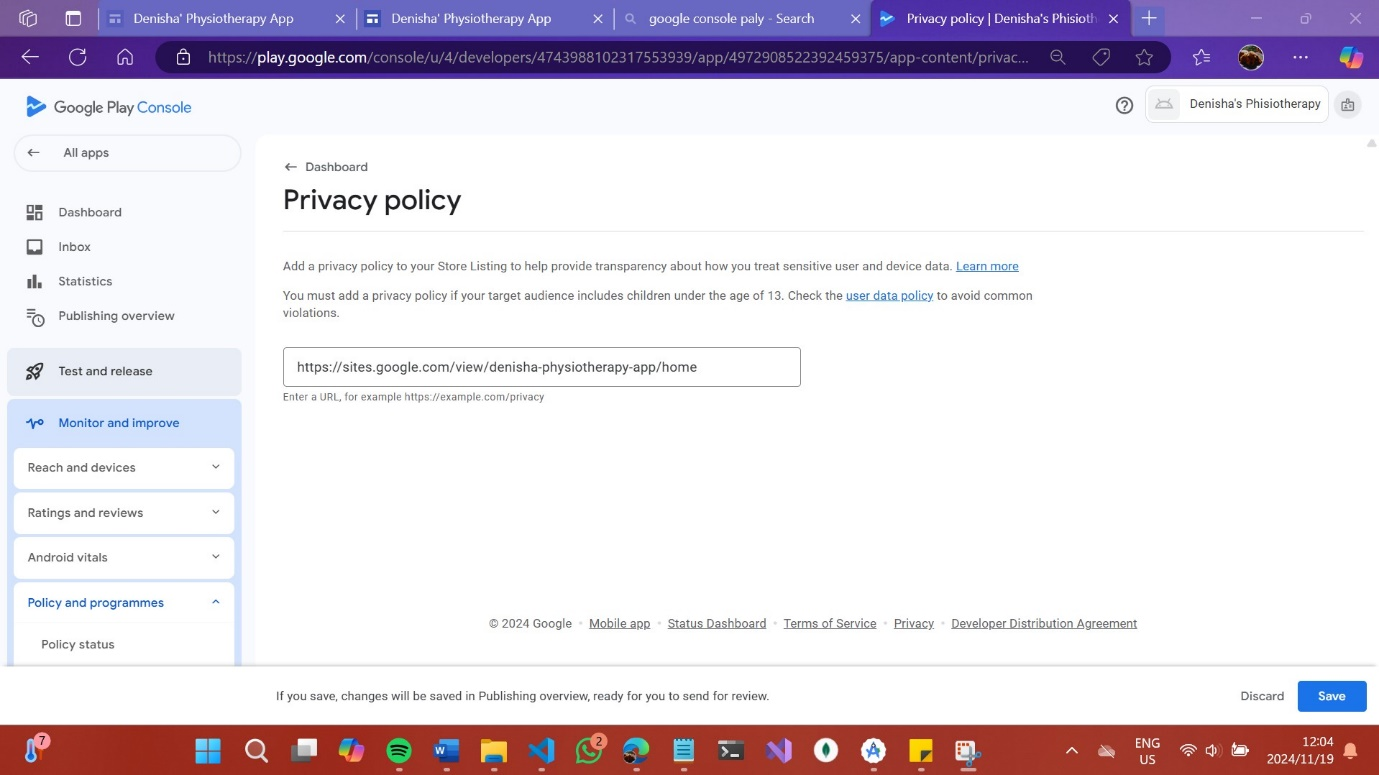 Denisha' Physiotherapy App
Denisha' Physiotherapy App
google console paly - Search
Privacy policy | Denisha's Phisioth
https://play.google.com/console/u/4/developers/4743988102317553939/app/4972908522392459375/app-content/privac...
Google Play Console
Denisha's Phisiotherapy
All apps
Dashboard
Inbox
Statistics
Publishing overview
Test and release
Monitor and improve
Reach and devices
Ratings and reviews
Android vitals
Policy and programmes
Policy status
Dashboard
Privacy policy
Add a privacy policy to your Store Listing to help provide transparency about how you treat sensitive user and device data. Learn more
You must add a privacy policy if your target audience includes children under the age of 13. Check the user data policy to avoid common
violations.
https://sites.google.com/view/denisha-physiotherapy-app/home
Enter a URL, for example https://example.com/privacy
© 2024 Google • Mobile app • Status Dashboard • Terms of Service • Privacy • Developer Distribution Agreement
If you save, changes will be saved in Publishing overview, ready for you to send for review.
Discard
Save
7
2
ENG
US
12:04
2024/11/19